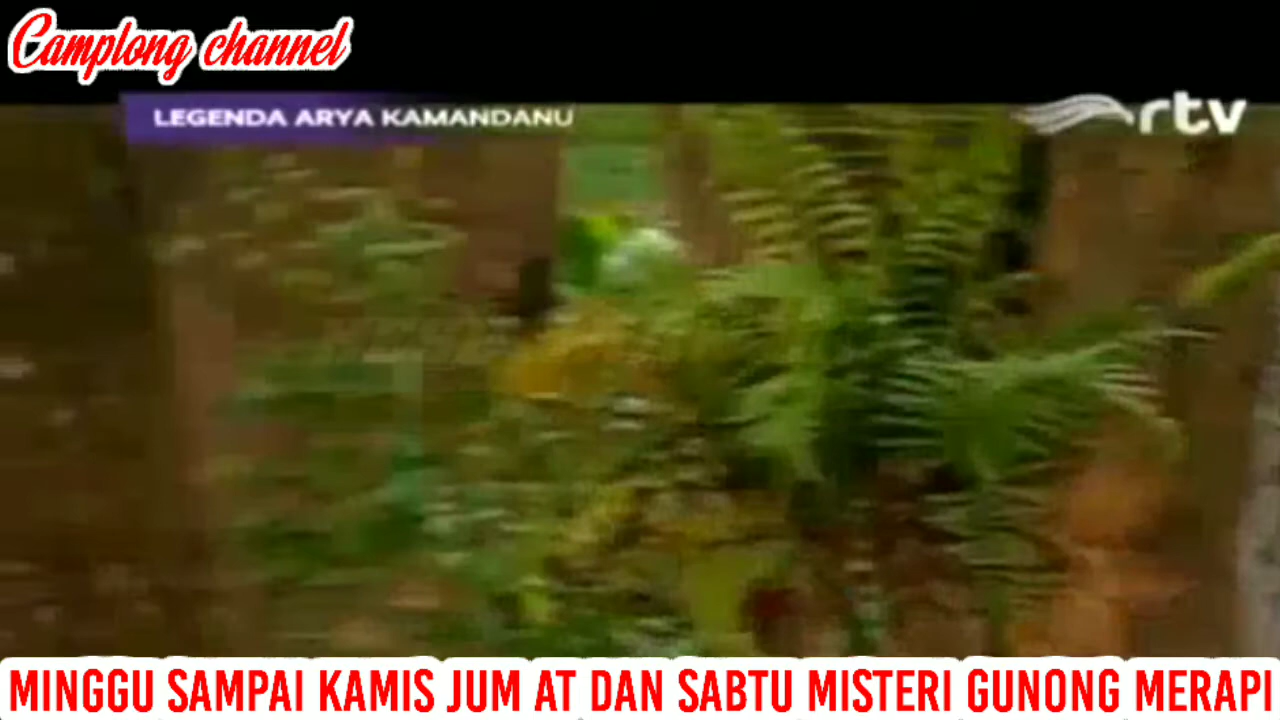 Camplong channel
LEGENDA ARYA KAMANDANU
rtv
MINGGU SAMPAI KAMIS JUM AT DAN SABTU MISTERI GUNONG MERAPI